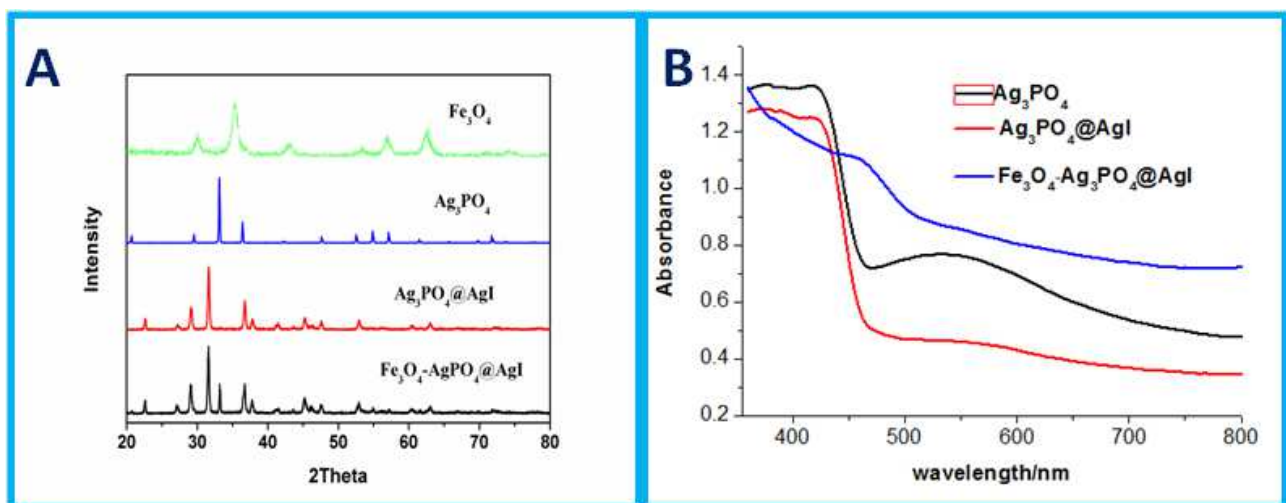 A
Fe₃O₄
Ag₃PO₄
Ag₃PO₄@AgI
Fe₃O₄-AgPO₄@AgI
Intensity
20 30 40 50 60 70 80
2Theta
B
1.4
1.2
1.0
0.8
0.6
0.4
0.2
Absorbance
Ag₃PO₄
Ag₃PO₄@AgI
Fe₃O₄-Ag₃PO₄@AgI
400 500 600 700 800
wavelength/nm